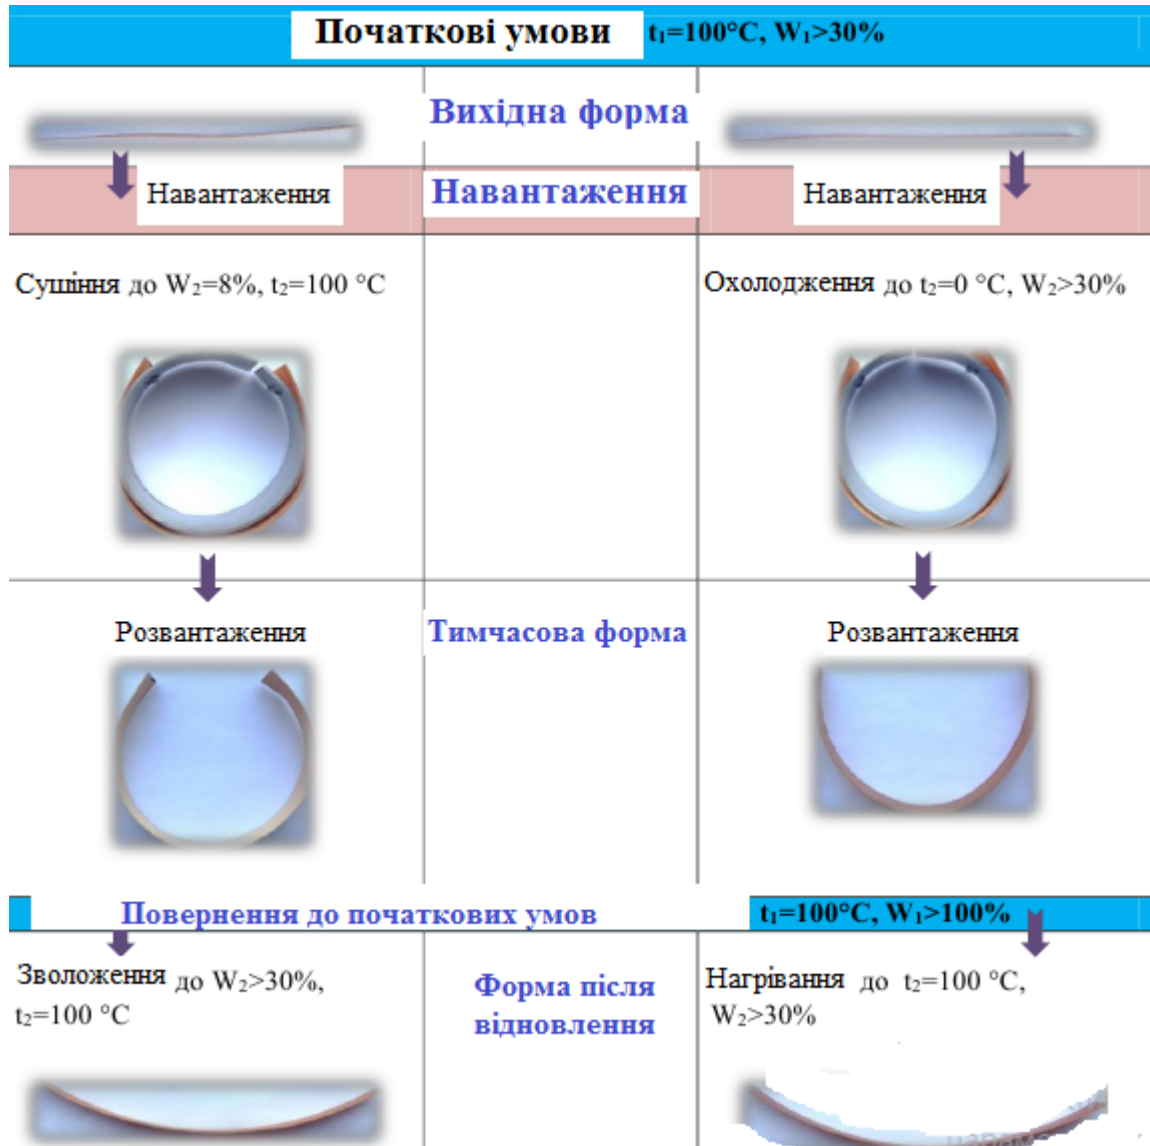 Початкові умови t₁=100°C, W₁>30%
Вихідна форма
Навантаження Навантаження Навантаження
Сушіння до W₂=8%, t₂=100 °C
Охолодження до t₂=0 °C, W₂>30%
Розвантаження Тимчасова форма Розвантаження
Повернення до початкових умов t₁=100°C, W₁>100%
Зволоження до W₂>30%,
t₂=100 °C
Форма після
відновлення
Нагрівання до t₂=100 °C,
W₂>30%